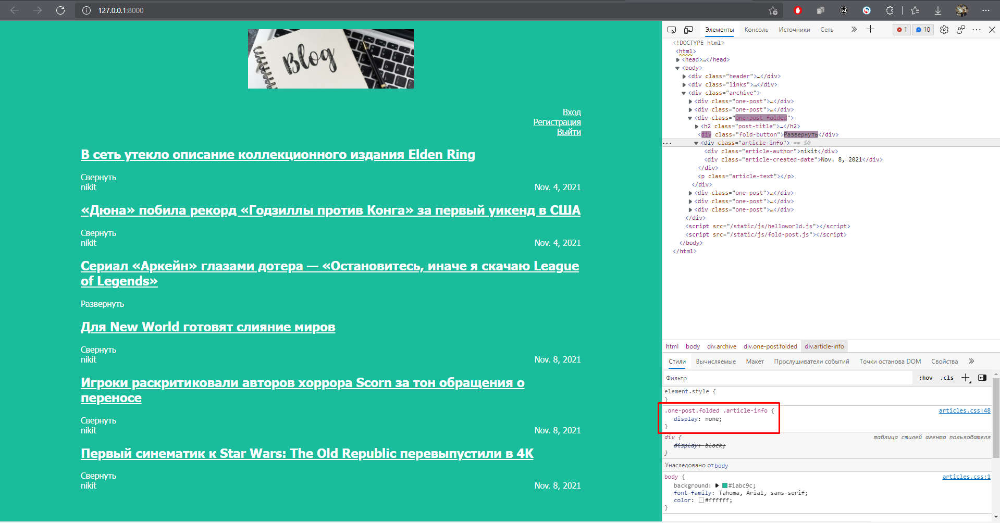 127.0.0.1:8000
Blog
Вход
Регистрация
Выйти
В сеть утекло описание коллекционного издания Elden Ring
Свернуть
nikit Nov. 4, 2021
«Дюна» побила рекорд «Годзиллы против Конга» за первый уикенд в США
Свернуть
nikit Nov. 4, 2021
Сериал «Аркейн» глазами дотера — «Остановитесь, иначе я скачаю League
of Legends»
Развернуть
Для New World готовят слияние миров
Свернуть
nikit Nov. 8, 2021
Игроки раскритиковали авторов хоррора Scorn за тон обращения о
переносе
Свернуть
nikit Nov. 8, 2021
Первый синематик к Star Wars: The Old Republic перевыпустили в 4K
Свернуть
nikit Nov. 8, 2021
Элементы Консоль Источники Сеть 1 10
<!DOCTYPE html>
<html>
<head>…</head>
<body>
<div class="header">…</div>
<div class="links">…</div>
<div class="archive">
<div class="one-post">…</div>
<div class="one-post">…</div>
<div class="one-post folded">
<h2 class="post-title">…</h2>
<div class="fold-button">Развернуть</div>
<div class="article-info"> == $0
<div class="article-author">nikit</div>
<div class="article-created-date">Nov. 8, 2021</div>
</div>
<p class="article-text"></p>
</div>
<div class="one-post">…</div>
<div class="one-post">…</div>
<div class="one-post">…</div>
</div>
<script src="/static/js/helloworld.js"></script>
<script src="/static/js/fold-post.js"></script>
</body>
</html>
html body div.archive div.one-post.folded div.article-info
Стили Вычисляемые Макет Прослушиватели событий Точки останова DOM Свойства
Фильтр :hov .cls
element.style {
}
.one-post.folded .article-info { articles.css:48
display: none;
}
div { таблица стилей агента пользователя
display: block;
}
Унаследовано от body
body { articles.css:1
background: #1abc9c;
font-family: Tahoma, Arial, sans-serif;
color: #ffffff;
}